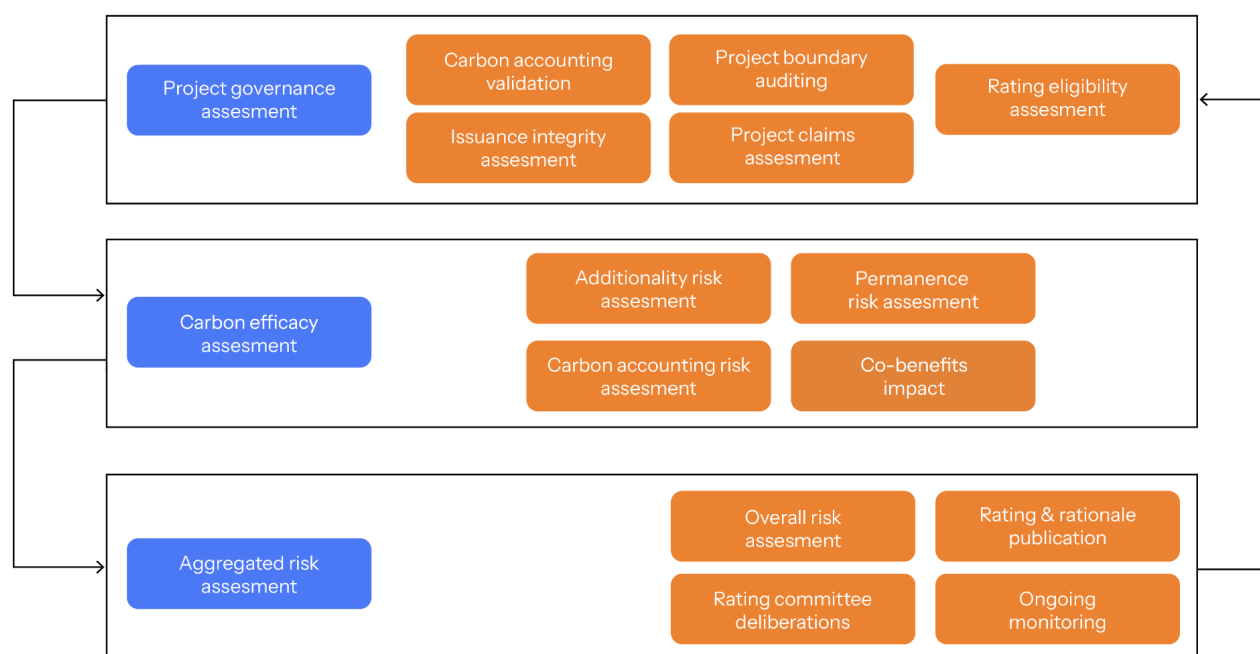 Project governance
assesment
Carbon accounting
validation
Project boundary
auditing
Rating eligibility
assesment
Issuance integrity
assesment
Project claims
assesment
Carbon efficacy
assesment
Additionality risk
assesment
Permanence
risk assesment
Carbon accounting risk
assesment
Co-benefits
impact
Aggregated risk
assesment
Overall risk
assesment
Rating & rationale
publication
Rating committee
deliberations
Ongoing
monitoring